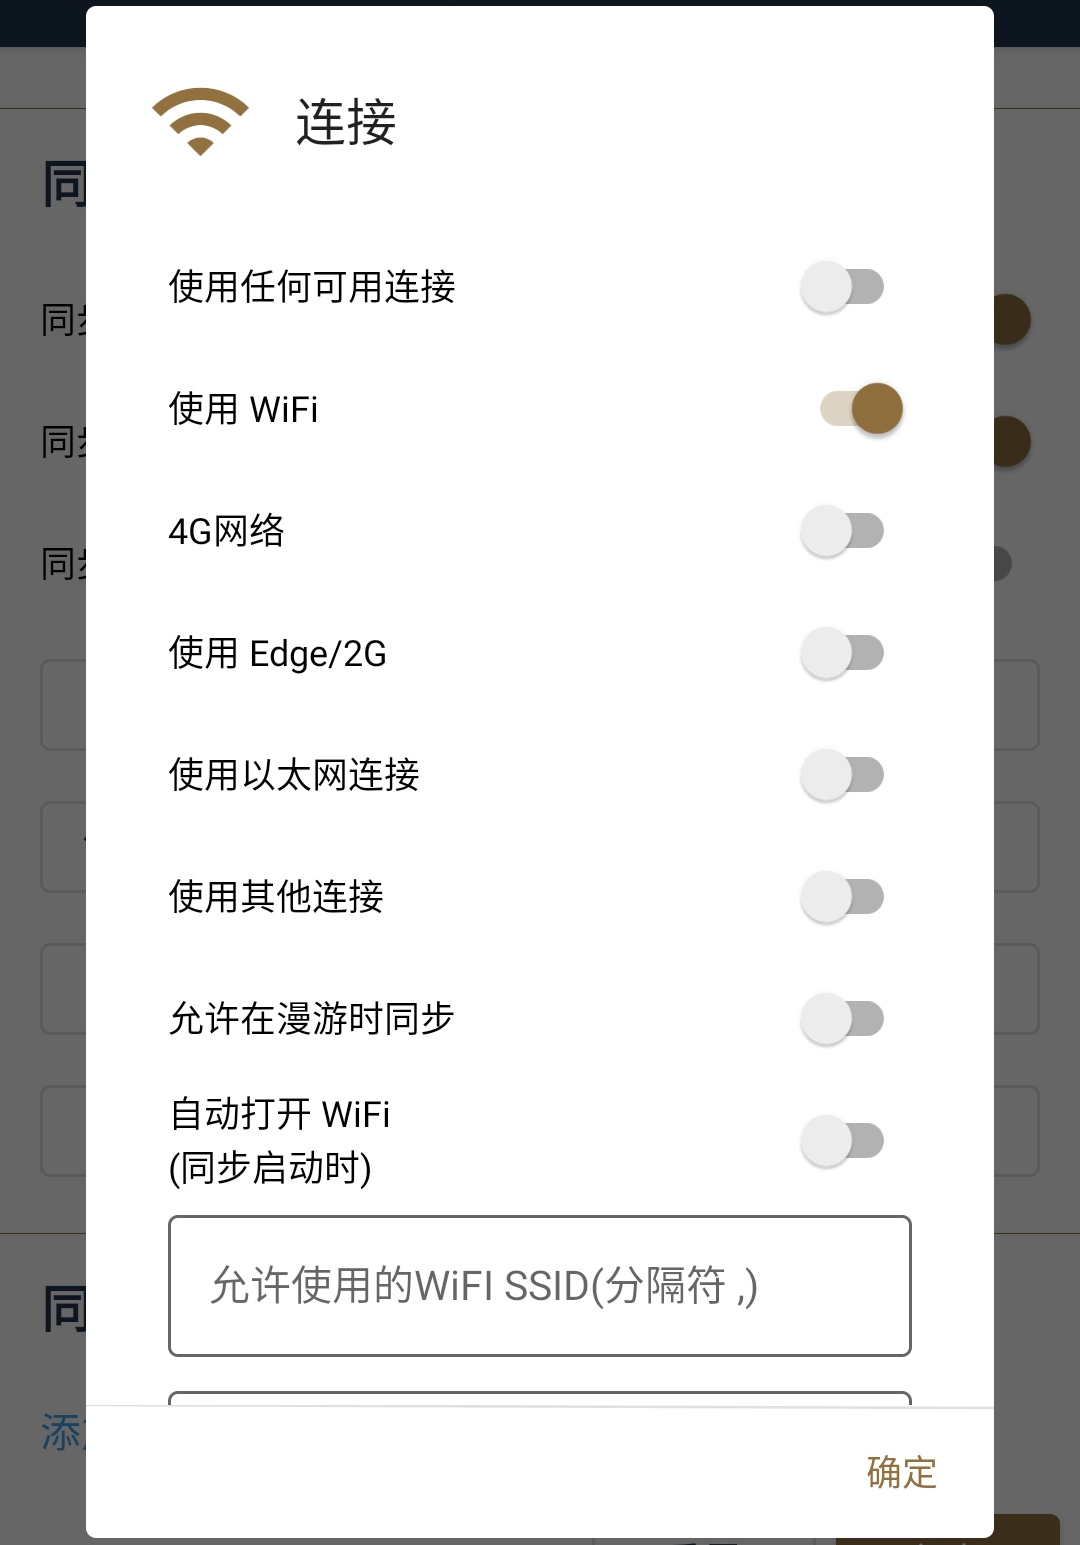 连接
使用任何可用连接
使用 WiFi
4G网络
使用 Edge/2G
使用以太网连接
使用其他连接
允许在漫游时同步
自动打开 WiFi
(同步启动时)
允许使用的WiFI SSID(分隔符 ,)
确定
同
同
添